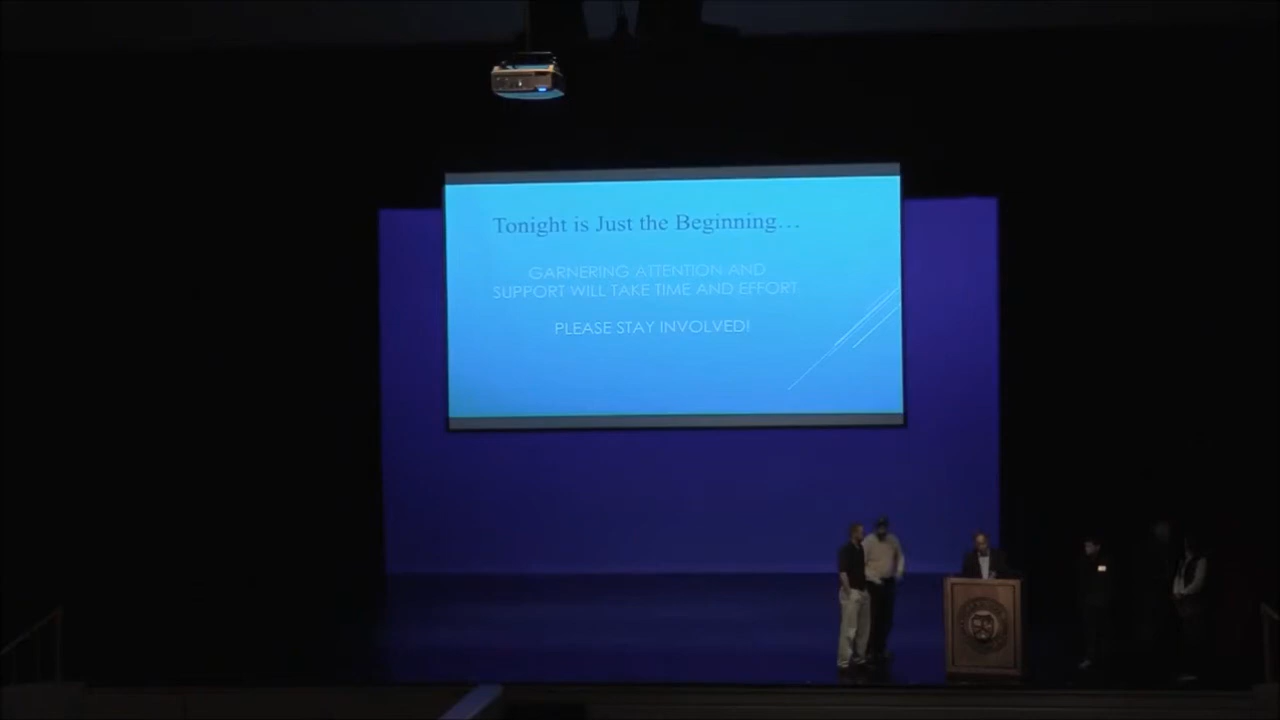 Tonight is Just the Beginning...
GARNERING ATTENTION AND
SUPPORT WILL TAKE TIME AND EFFORT
PLEASE STAY INVOLVED!